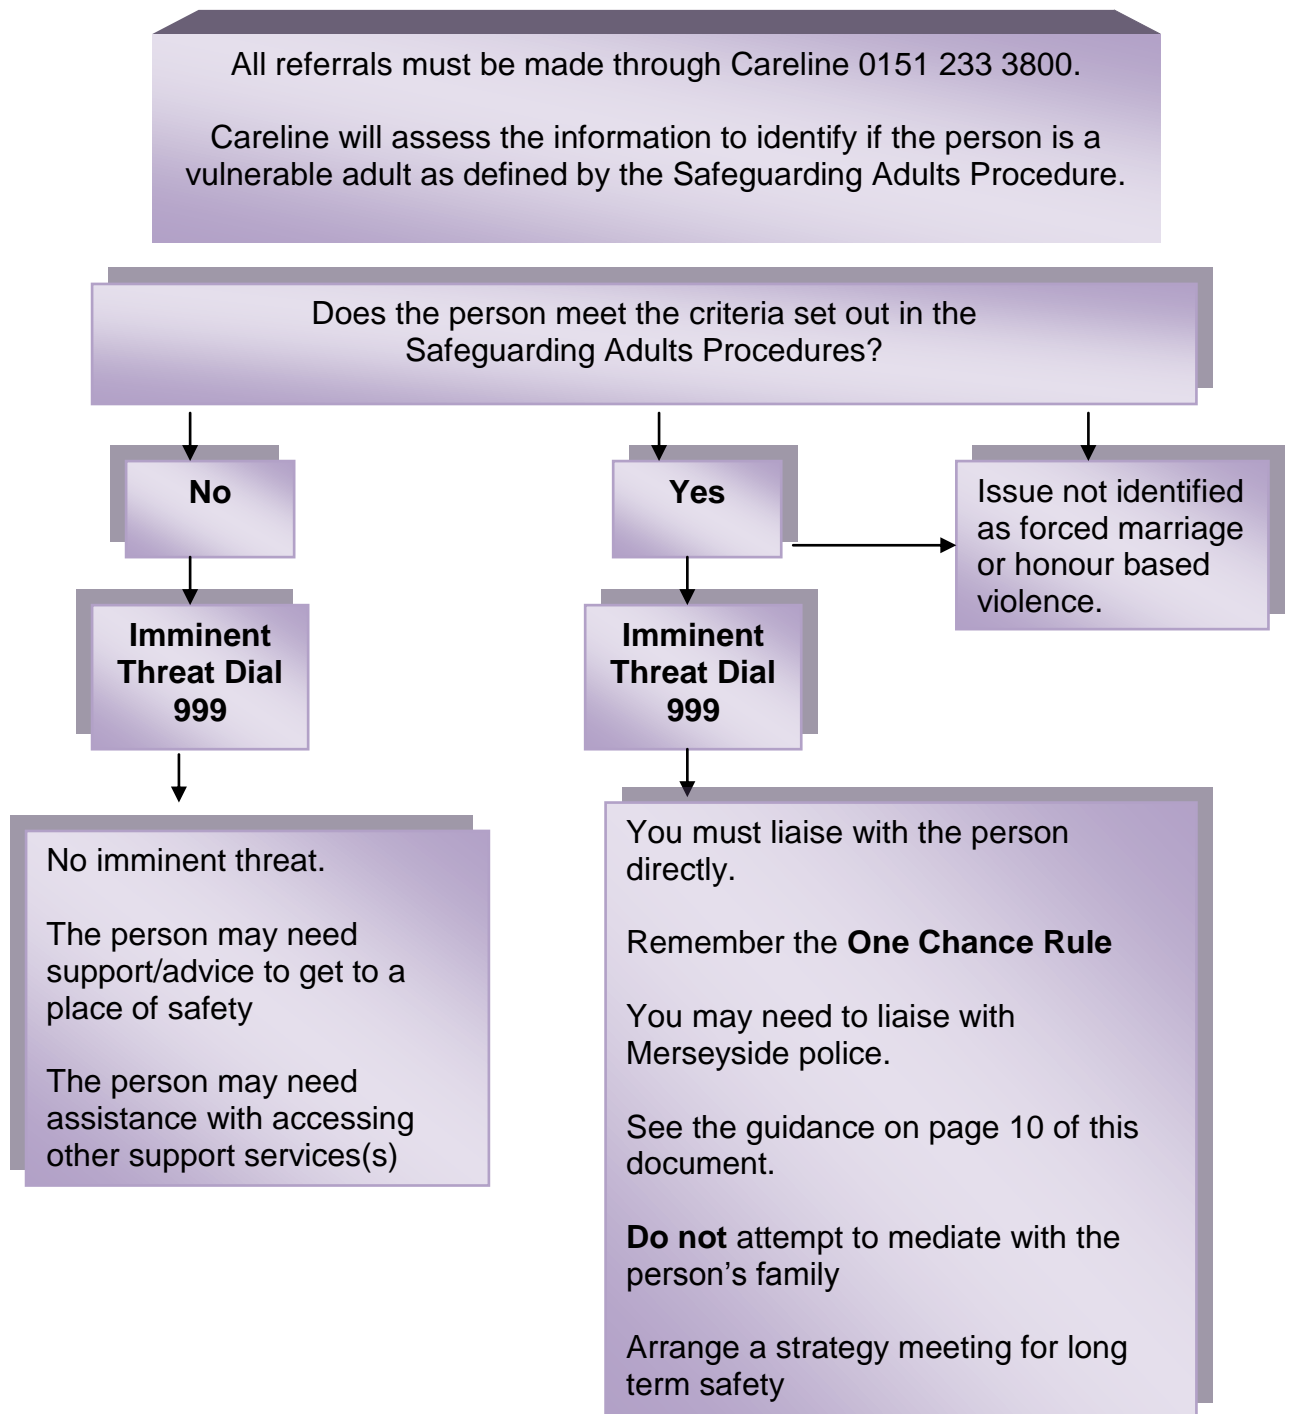 All referrals must be made through Careline 0151 233 3800.
Careline will assess the information to identify if the person is a
vulnerable adult as defined by the Safeguarding Adults Procedure.
Does the person meet the criteria set out in the
Safeguarding Adults Procedures?
No
Yes
Issue not identified
as forced marriage
or honour based
violence.
Imminent
Threat Dial
999
Imminent
Threat Dial
999
No imminent threat.
The person may need
support/advice to get to a
place of safety
The person may need
assistance with accessing
other support services(s)
You must liaise with the person
directly.
Remember the One Chance Rule
You may need to liaise with
Merseyside police.
See the guidance on page 10 of this
document.
Do not attempt to mediate with the
person’s family
Arrange a strategy meeting for long
term safety